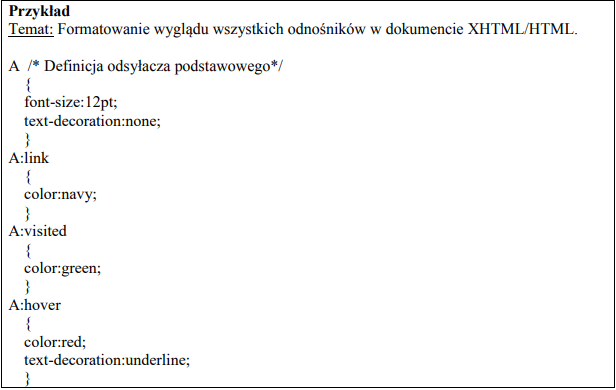 Przykład
Temat: Formatowanie wyglądu wszystkich odnośników w dokumencie XHTML/HTML.
A /* Definicja odsyłacza podstawowego*/
{
font-size:12pt;
text-decoration:none;
}
A:link
{
color:navy;
}
A:visited
{
color:green;
}
A:hover
{
color:red;
text-decoration:underline;
}